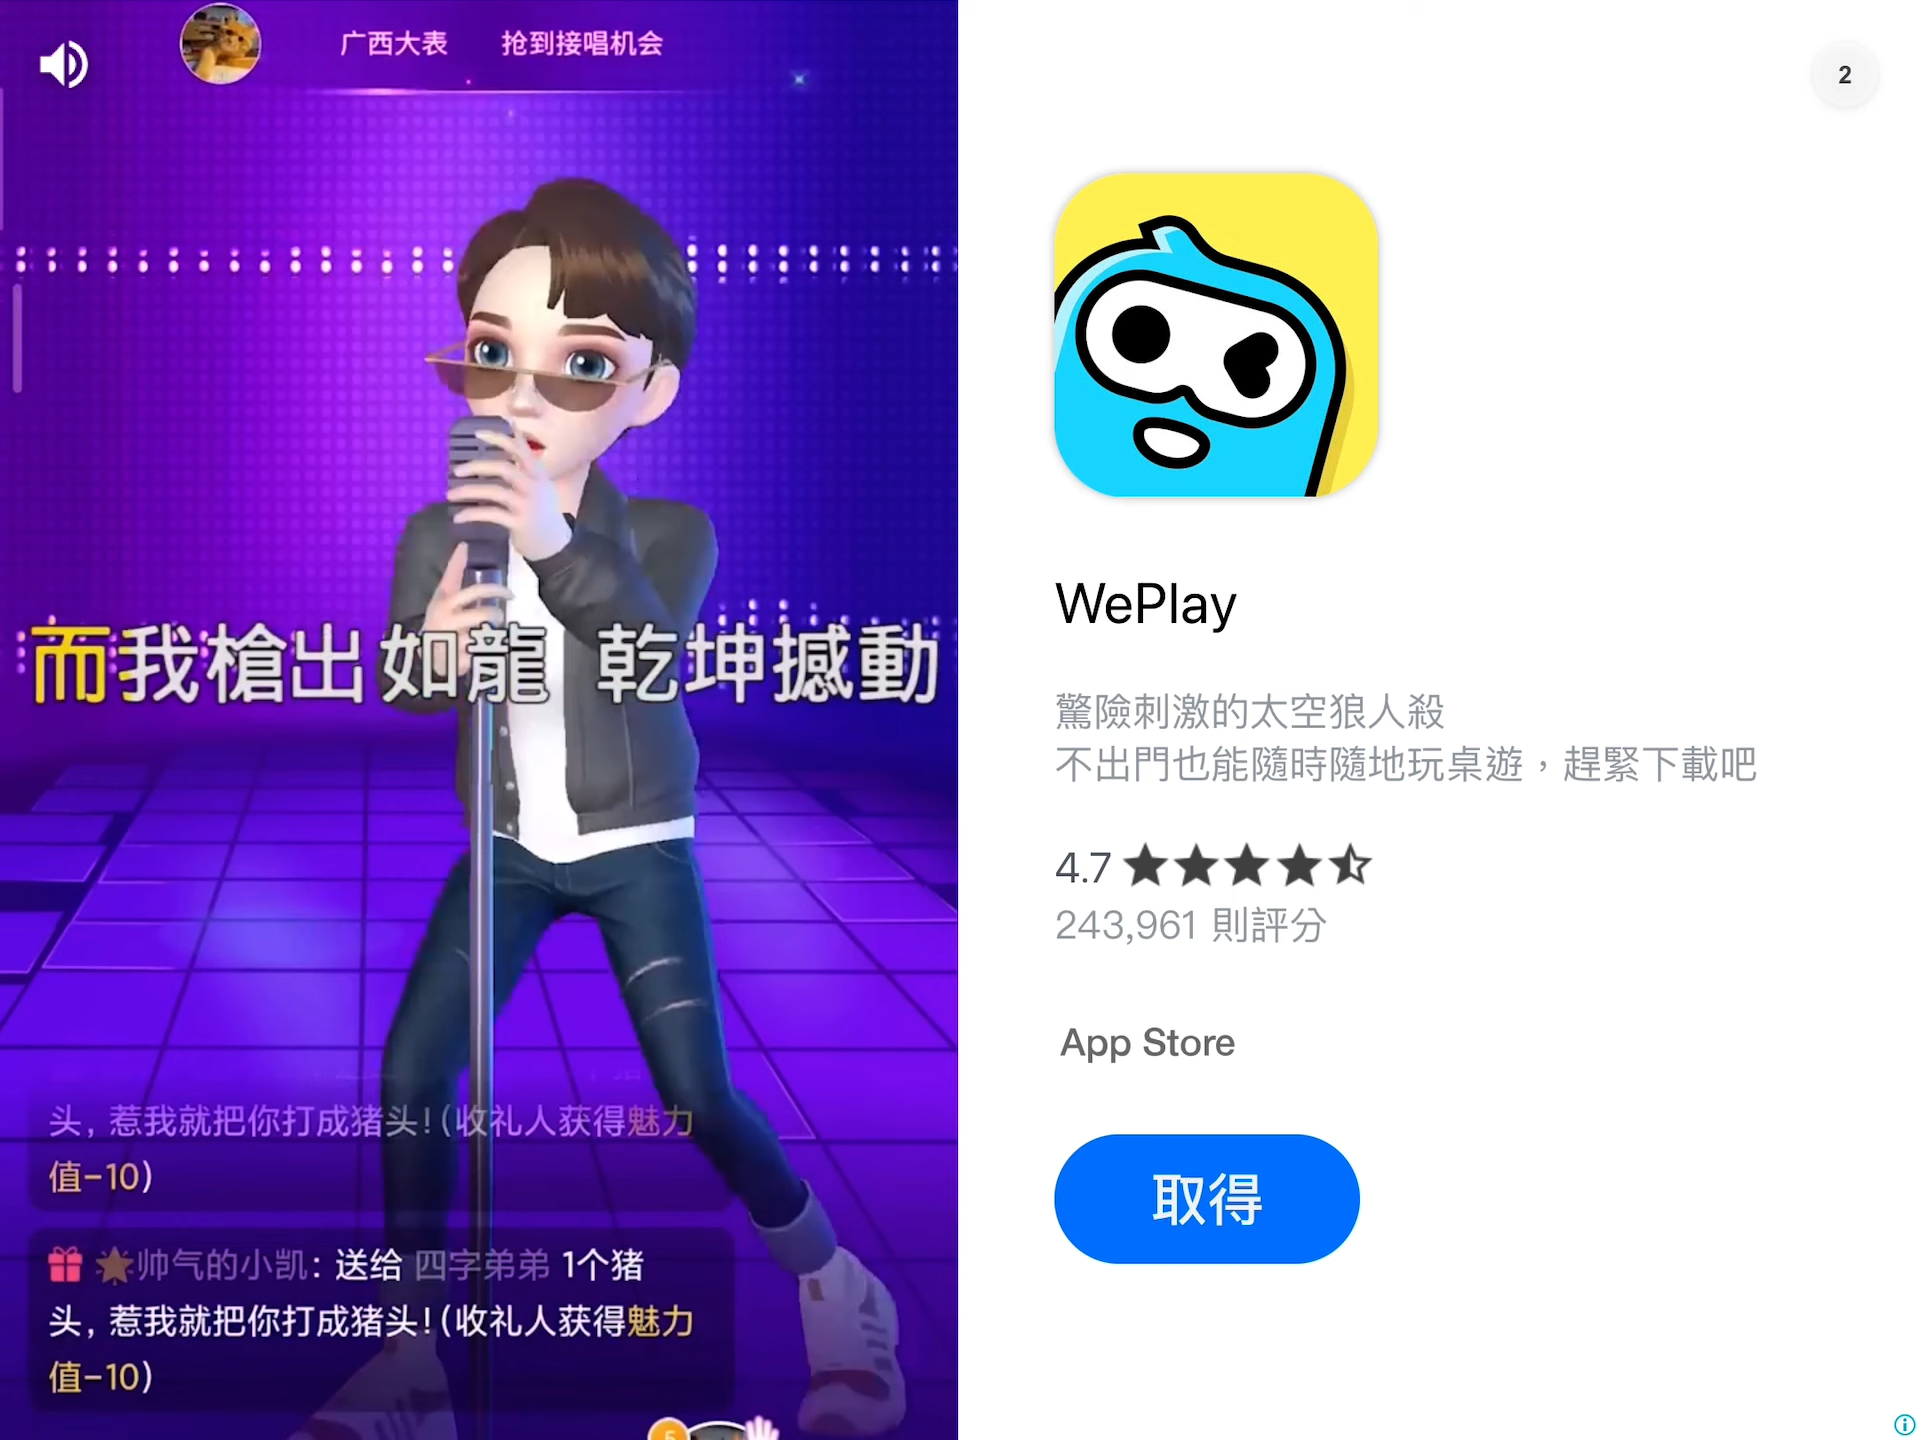 广西大表 抢到接唱机会
而我槍出如龍 乾坤撼動
头, 惹我就把你打成猪头! (收礼人获得魅力
值-10)
帅气的小凯: 送给 四字弟弟 1个猪
头, 惹我就把你打成猪头! (收礼人获得魅力
值-10)
5
2
WePlay
驚險刺激的太空狼人殺
不出門也能隨時隨地玩桌遊，趕緊下載吧
4.7
243,961 則評分
App Store
取得